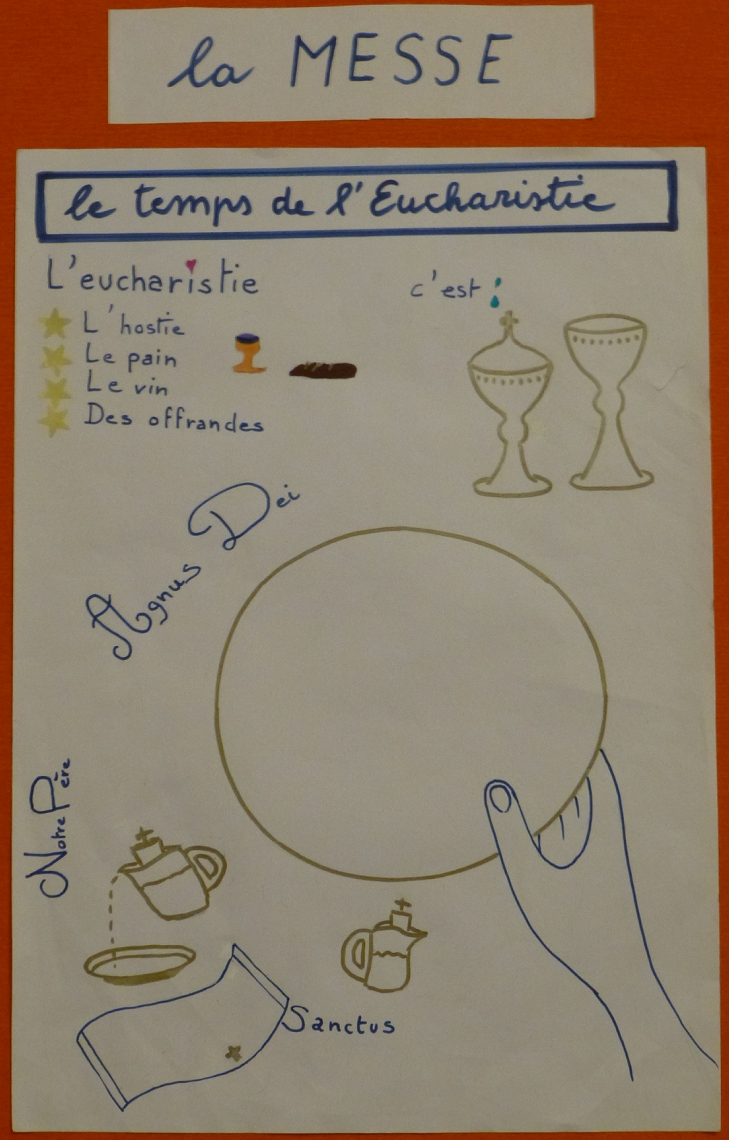 la MESSE
le temps de l'Eucharistie
L'eucharistie
c'est :
L'hostie
Le pain
Le vin
Des offrandes
Agnus Dei
Notre Père
Sanctus